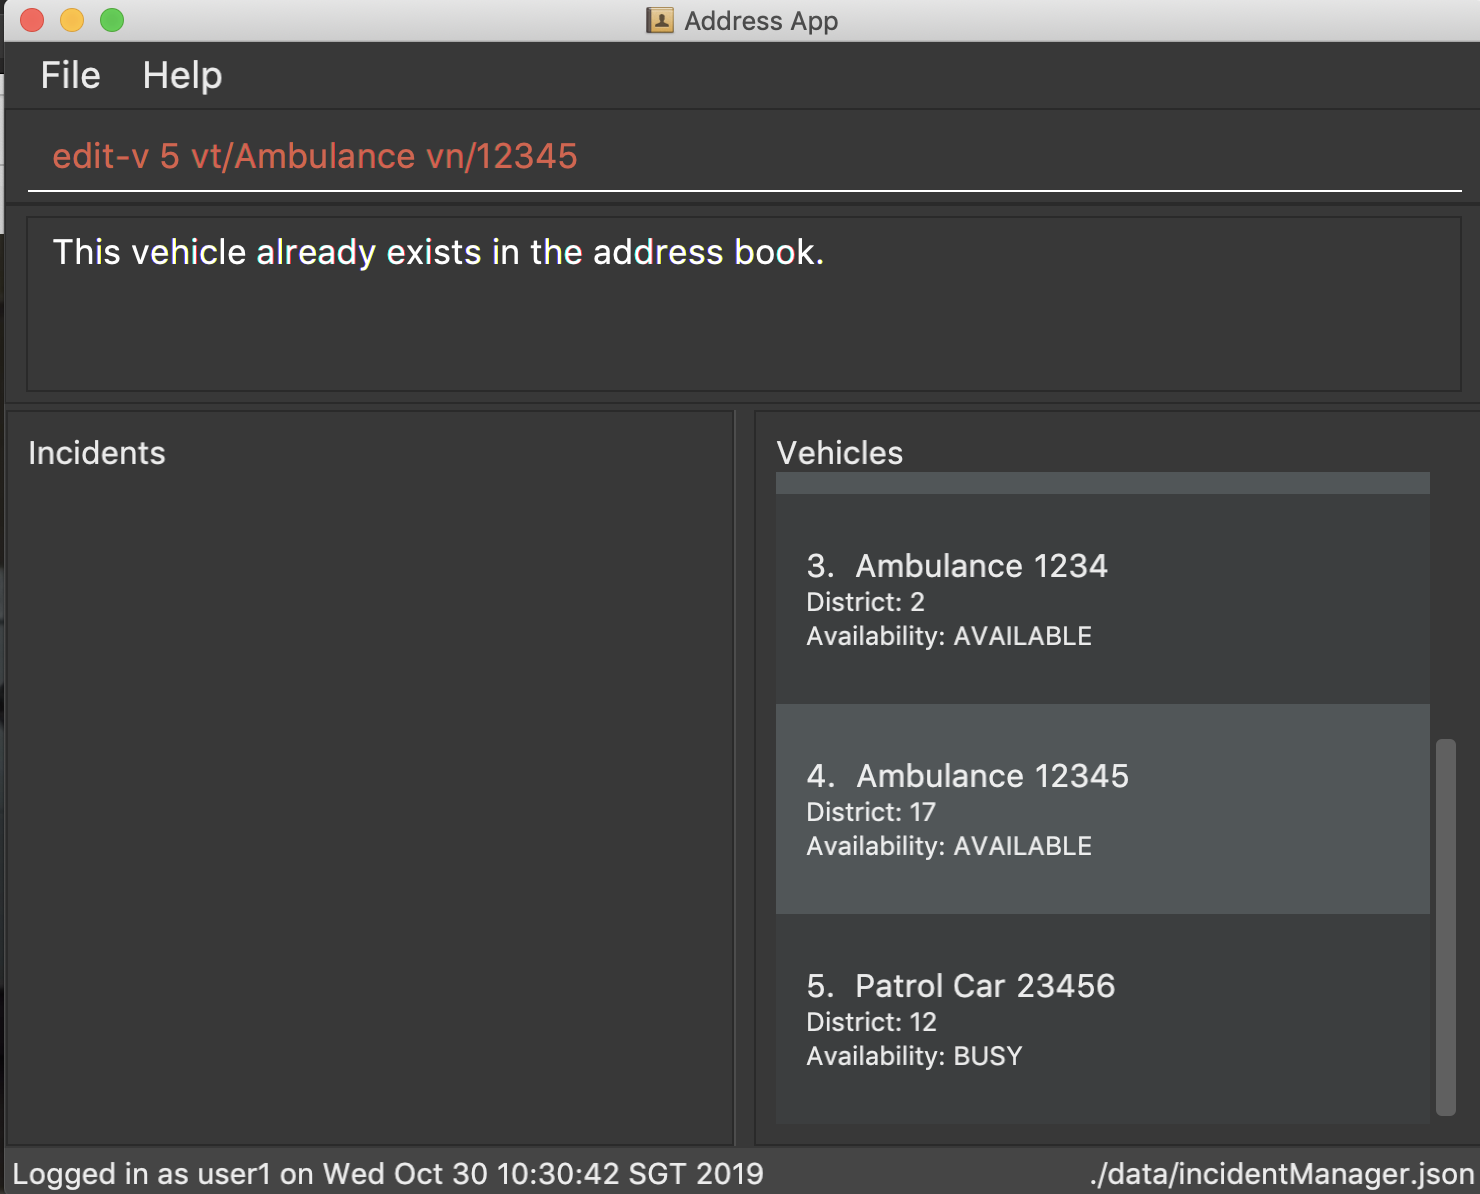 Address App
File Help
edit-v 5 vt/Ambulance vn/12345
This vehicle already exists in the address book.
Incidents
Vehicles
3. Ambulance 1234
District: 2
Availability: AVAILABLE
4. Ambulance 12345
District: 17
Availability: AVAILABLE
5. Patrol Car 23456
District: 12
Availability: BUSY
Logged in as user1 on Wed Oct 30 10:30:42 SGT 2019
./data/incidentManager.json